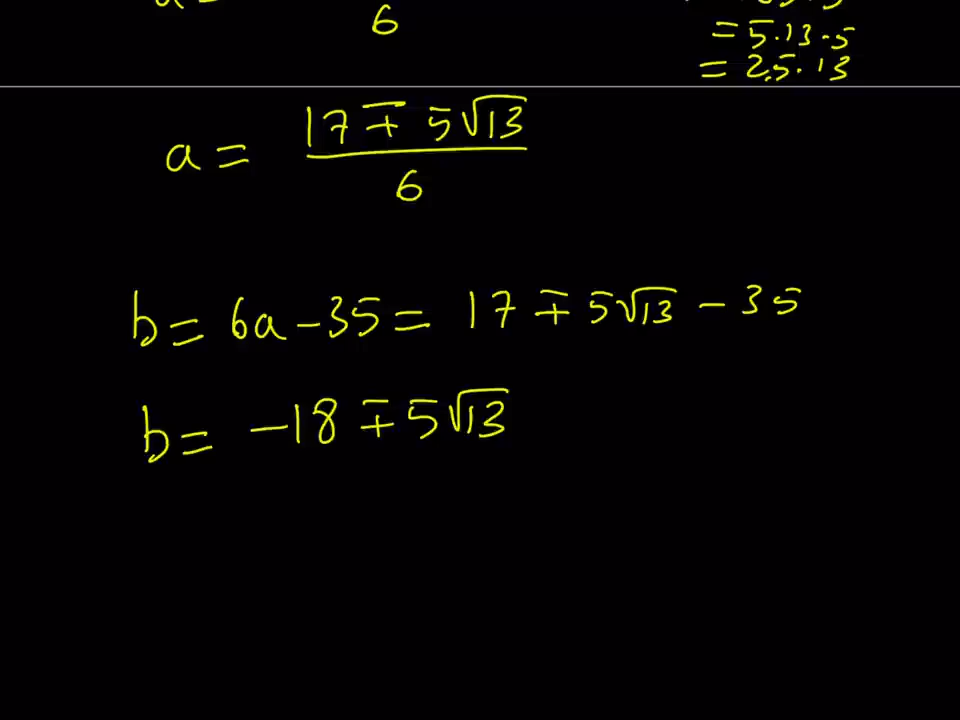 6
= 5.13.5
= 25.13
a = 17 ∓ 5√13
6
b = 6a - 35 = 17 ∓ 5√13 - 35
b = -18 ∓ 5√13